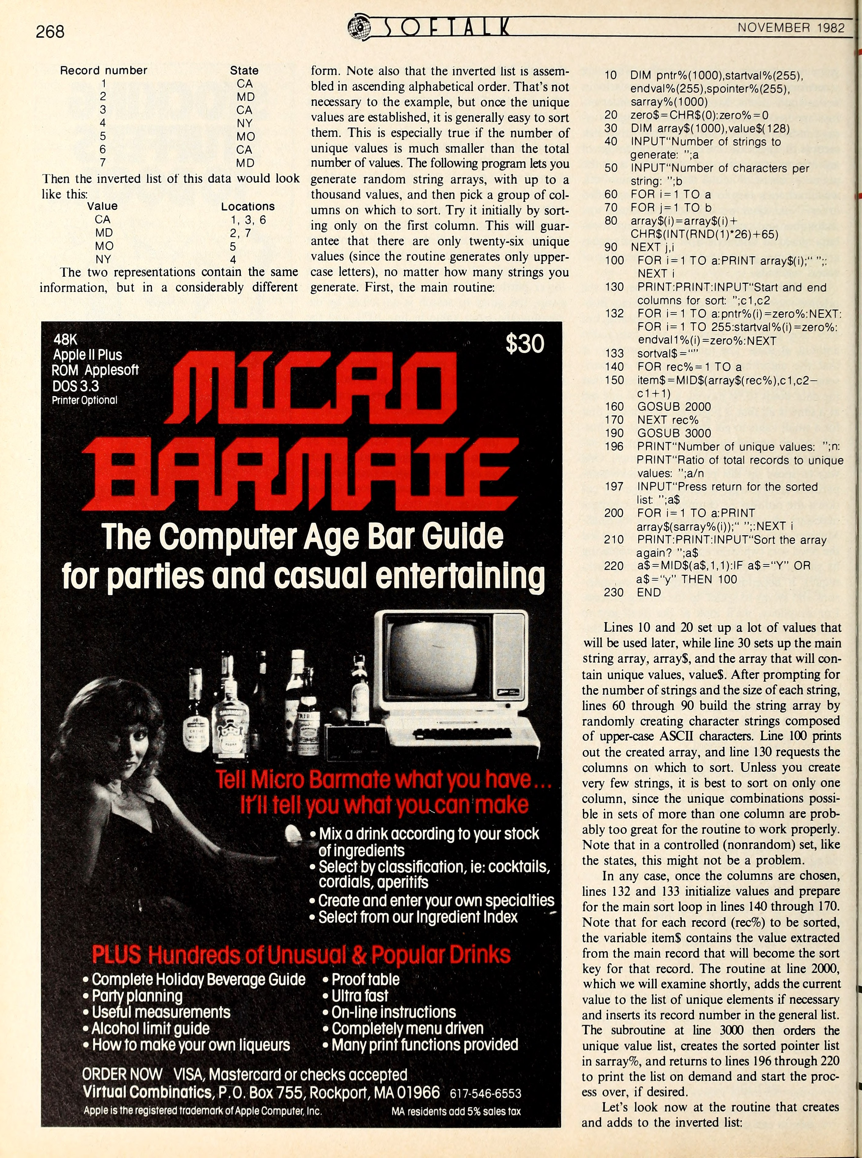 268
SOFTALK
NOVEMBER 1982
Record number State
1 CA
2 MD
3 CA
4 NY
5 MO
6 CA
7 MD
Then the inverted list of this data would look
like this:
Value Locations
CA 1, 3, 6
MD 2, 7
MO 5
NY 4
The two representations contain the same
information, but in a considerably different
form. Note also that the inverted list is assem-
bled in ascending alphabetical order. That's not
necessary to the example, but once the unique
values are established, it is generally easy to sort
them. This is especially true if the number of
unique values is much smaller than the total
number of values. The following program lets you
generate random string arrays, with up to a
thousand values, and then pick a group of col-
umns on which to sort. Try it initially by sort-
ing only on the first column. This will guar-
antee that there are only twenty-six unique
values (since the routine generates only upper-
case letters), no matter how many strings you
generate. First, the main routine:
48K
Apple II Plus
ROM Applesoft
DOS 3.3
Printer Optional
$30
MICRO
BARMATE
The Computer Age Bar Guide
for parties and casual entertaining
Tell Micro Barmate what you have...
It'll tell you what you can make
• Mix a drink according to your stock
of ingredients
• Select by classification, ie: cocktails,
cordials, aperitifs
• Create and enter your own specialties
• Select from our Ingredient Index
PLUS Hundreds of Unusual & Popular Drinks
• Complete Holiday Beverage Guide
• Party planning
• Useful measurements
• Alcohol limit guide
• How to make your own liqueurs
• Proof table
• Ultra fast
• On-line instructions
• Completely menu driven
• Many print functions provided
ORDER NOW VISA, Mastercard or checks accepted
Virtual Combinatics, P.O. Box 755, Rockport, MA 01966 617-546-6553
Apple is the registered trademark of Apple Computer, Inc. MA residents add 5% sales tax
10 DIM pntr%(1000),startval%(255),
endval%(255),spointer%(255),
sarray%(1000)
20 zero$=CHR$(0):zero%=0
30 DIM array$(1000),value$(128)
40 INPUT"Number of strings to
generate: ";a
50 INPUT"Number of characters per
string: ";b
60 FOR i=1 TO a
70 FOR j=1 TO b
80 array$(i)=array$(i)+
CHR$(INT(RND(1)*26)+65)
90 NEXT j,i
100 FOR i=1 TO a:PRINT array$(i);" ";:
NEXT i
130 PRINT:PRINT:INPUT"Start and end
columns for sort: ";c1,c2
132 FOR i=1 TO a:pntr%(i)=zero%:NEXT:
FOR i=1 TO 255:startval%(i)=zero%:
endval1%(i)=zero%:NEXT
133 sortval$=""
140 FOR rec%=1 TO a
150 item$=MID$(array$(rec%),c1,c2–
c1+1)
160 GOSUB 2000
170 NEXT rec%
190 GOSUB 3000
196 PRINT"Number of unique values: ";n:
PRINT"Ratio of total records to unique
values: ";a/n
197 INPUT"Press return for the sorted
list: ";a$
200 FOR i=1 TO a:PRINT
array$(sarray%(i));" ";:NEXT i
210 PRINT:PRINT:INPUT"Sort the array
again? ";a$
220 a$=MID$(a$,1,1):IF a$="Y" OR
a$="y" THEN 100
230 END
Lines 10 and 20 set up a lot of values that
will be used later, while line 30 sets up the main
string array, array$, and the array that will con-
tain unique values, value$. After prompting for
the number of strings and the size of each string,
lines 60 through 90 build the string array by
randomly creating character strings composed
of upper-case ASCII characters. Line 100 prints
out the created array, and line 130 requests the
columns on which to sort. Unless you create
very few strings, it is best to sort on only one
column, since the unique combinations possi-
ble in sets of more than one column are prob-
ably too great for the routine to work properly.
Note that in a controlled (nonrandom) set, like
the states, this might not be a problem.
In any case, once the columns are chosen,
lines 132 and 133 initialize values and prepare
for the main sort loop in lines 140 through 170.
Note that for each record (rec%) to be sorted,
the variable item$ contains the value extracted
from the main record that will become the sort
key for that record. The routine at line 2000,
which we will examine shortly, adds the current
value to the list of unique elements if necessary
and inserts its record number in the general list.
The subroutine at line 3000 then orders the
unique value list, creates the sorted pointer list
in sarray%, and returns to lines 196 through 220
to print the list on demand and start the proc-
ess over, if desired.
Let's look now at the routine that creates
and adds to the inverted list: